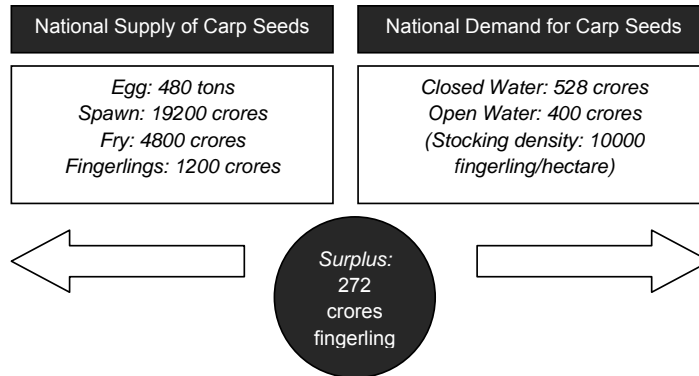 National Supply of Carp Seeds
Egg: 480 tons
Spawn: 19200 crores
Fry: 4800 crores
Fingerlings: 1200 crores
National Demand for Carp Seeds
Closed Water: 528 crores
Open Water: 400 crores
(Stocking density: 10000
fingerling/hectare)
Surplus:
272
crores
fingerling